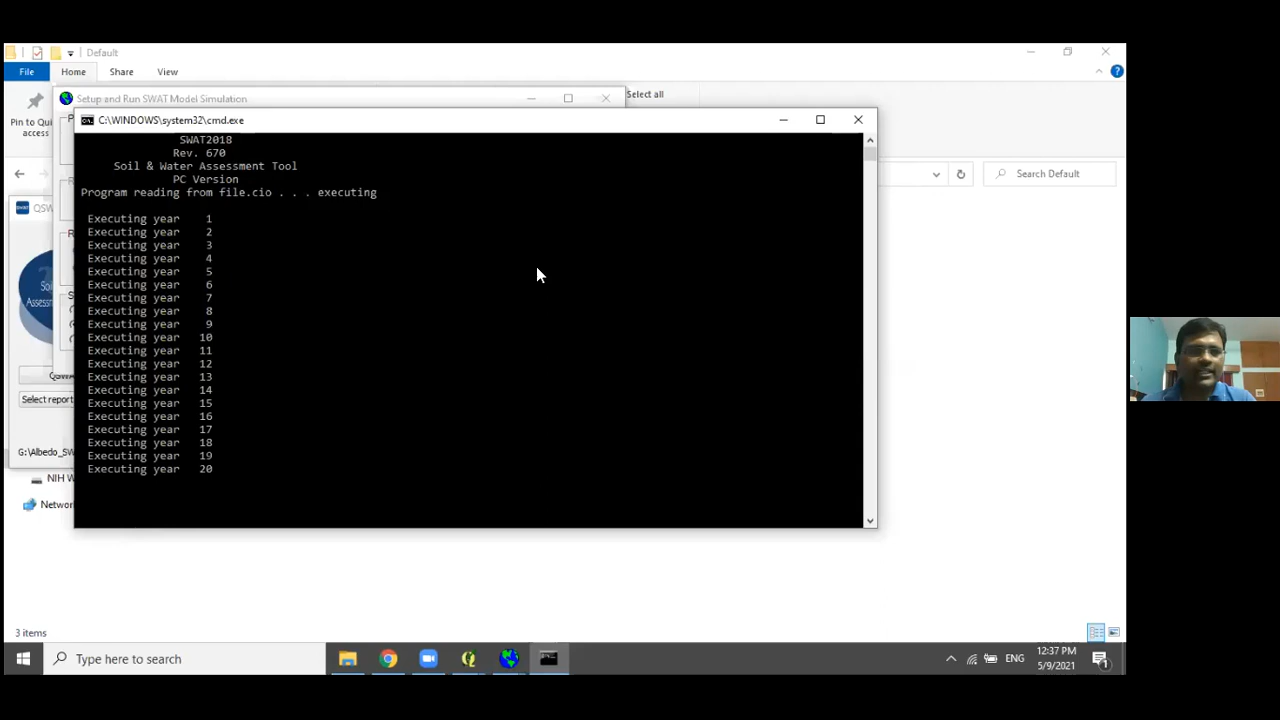 Default
File
Home
Share
View
Pin to Qui
access
Setup and Run SWAT Model Simulation
Select all
C:\WINDOWS\system32\cmd.exe
SWAT2018
Rev. 670
Soil & Water Assessment Tool
PC Version
Program reading from file.cio . . . executing
Executing year 1
Executing year 2
Executing year 3
Executing year 4
Executing year 5
Executing year 6
Executing year 7
Executing year 8
Executing year 9
Executing year 10
Executing year 11
Executing year 12
Executing year 13
Executing year 14
Executing year 15
Executing year 16
Executing year 17
Executing year 18
Executing year 19
Executing year 20
Search Default
Select report
G:\Albedo_SW
NIH W
Network
3 items
Type here to search
ENG
12:37 PM
5/9/2021
1